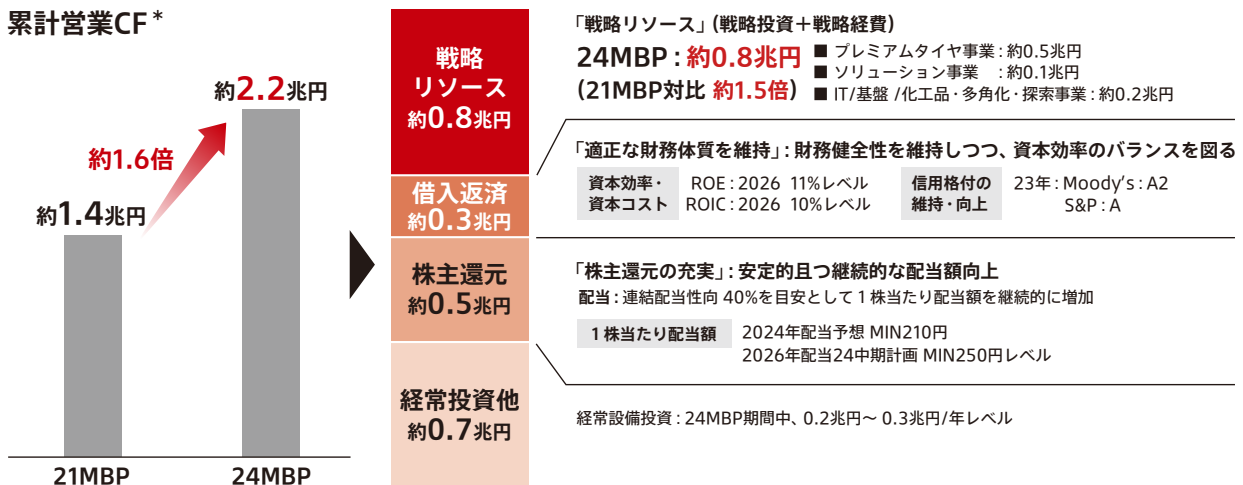 累計営業CF*
約2.2兆円
約1.6倍
約1.4兆円
21MBP
24MBP
戦略
リソース
約0.8兆円
借入返済
約0.3兆円
株主還元
約0.5兆円
経常投資他
約0.7兆円
「戦略リソース」(戦略投資+戦略経費)
24MBP：約0.8兆円
(21MBP対比 約1.5倍)
■ プレミアムタイヤ事業：約0.5兆円
■ ソリューション事業　：約0.1兆円
■ IT/基盤 /化工品・多角化・探索事業：約0.2兆円
「適正な財務体質を維持」：財務健全性を維持しつつ、資本効率のバランスを図る
資本効率・
資本コスト
ROE：2026 11%レベル
ROIC：2026 10%レベル
信用格付の
維持・向上
23年：Moody's：A2
S&P：A
「株主還元の充実」：安定的且つ継続的な配当額向上
配当：連結配当性向 40%を目安として1株当たり配当額を継続的に増加
1株当たり配当額
2024年配当予想 MIN210円
2026年配当24中期計画 MIN250円レベル
経常設備投資：24MBP期間中、0.2兆円～ 0.3兆円/年レベル